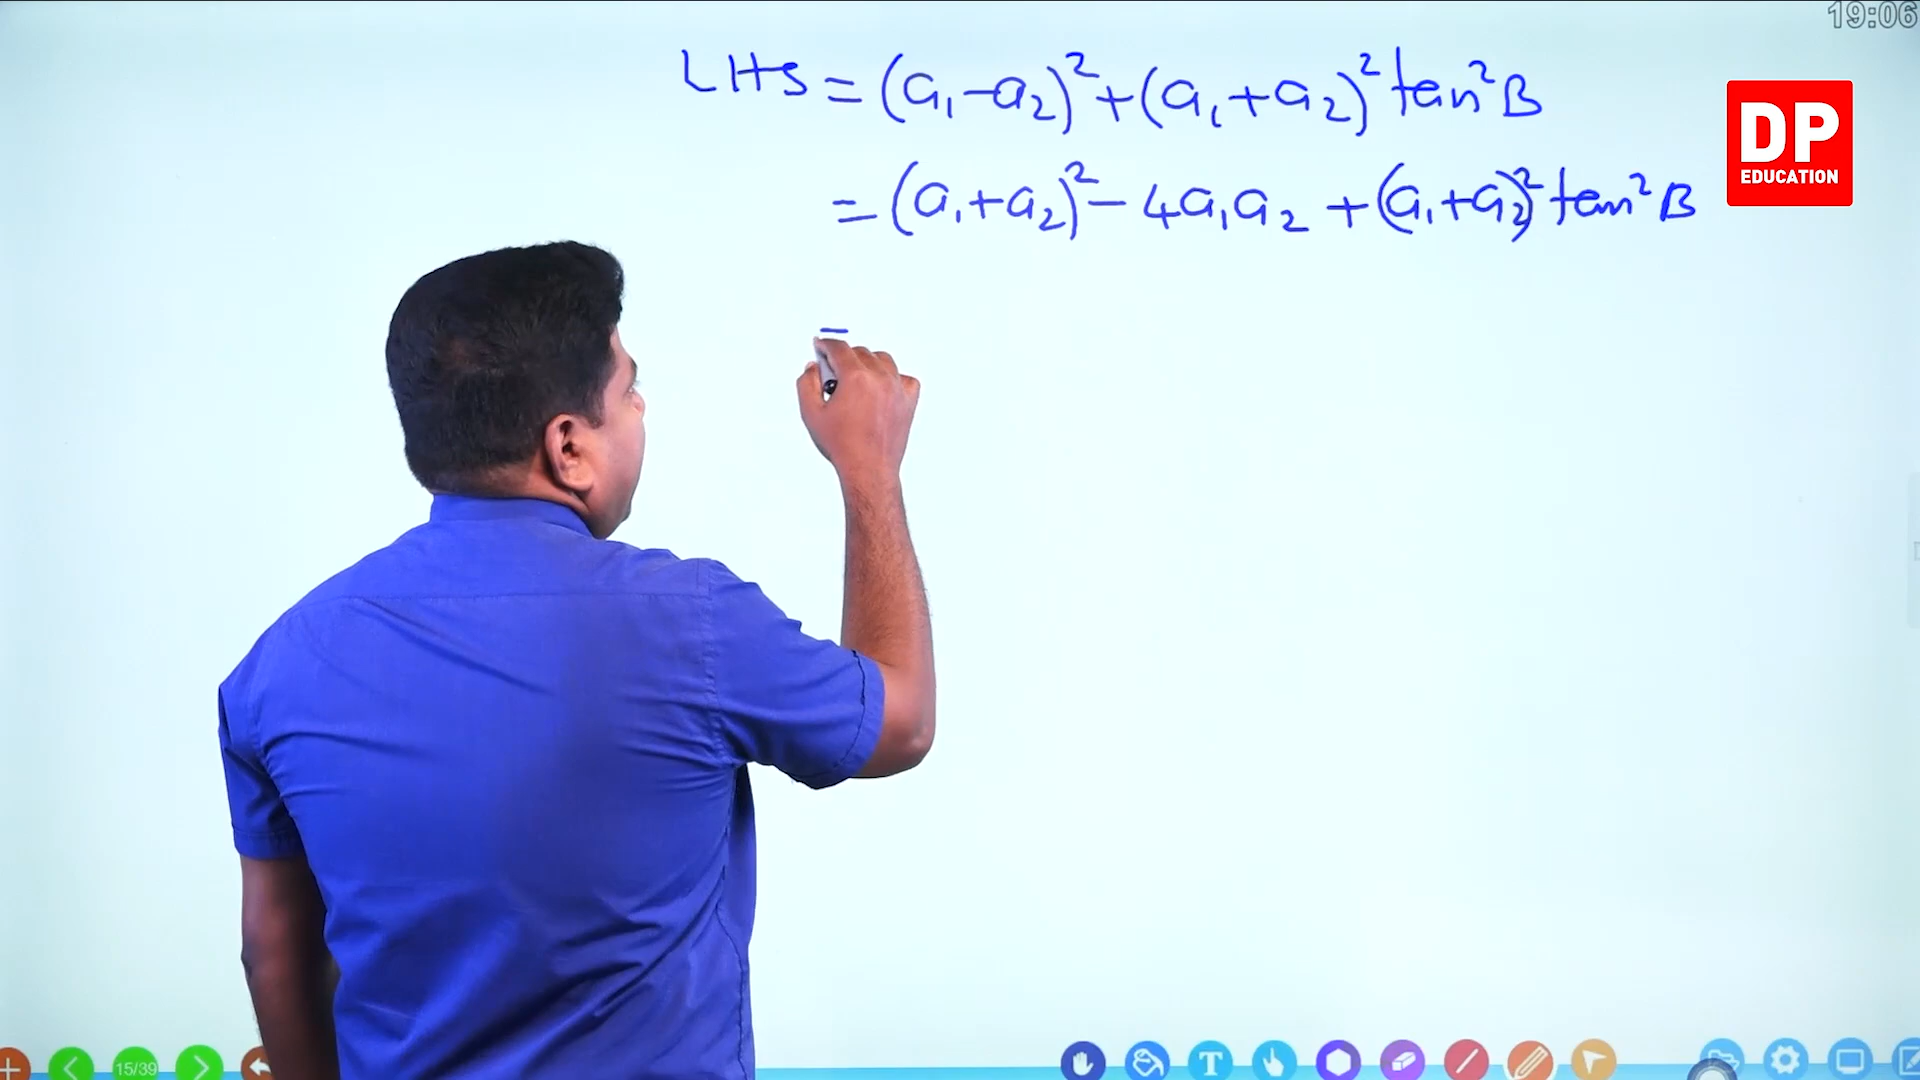 19:06
LHS = (a₁-a₂)² + (a₁+a₂)² tan²B
= (a₁+a₂)² - 4a₁a₂ + (a₁+a₂)² tan²B
=
DP
EDUCATION
15/39
T